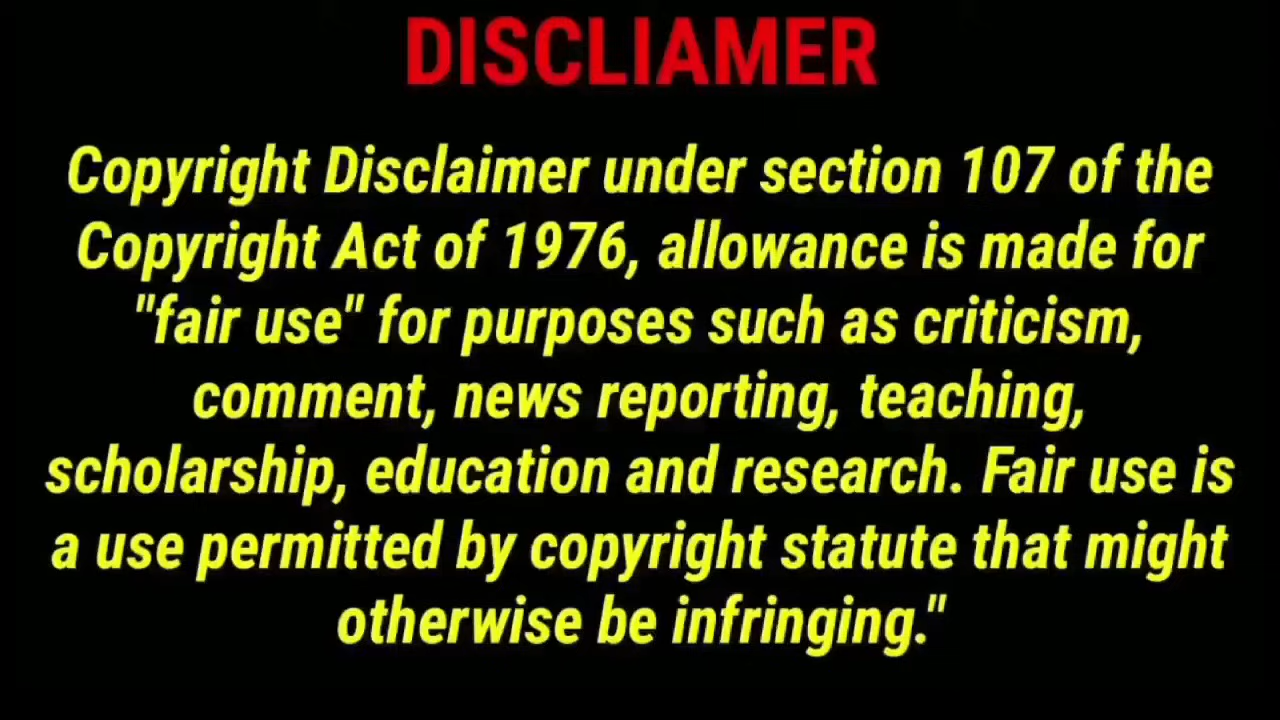 DISCLIAMER
Copyright Disclaimer under section 107 of the
Copyright Act of 1976, allowance is made for
"fair use" for purposes such as criticism,
comment, news reporting, teaching,
scholarship, education and research. Fair use is
a use permitted by copyright statute that might
otherwise be infringing."